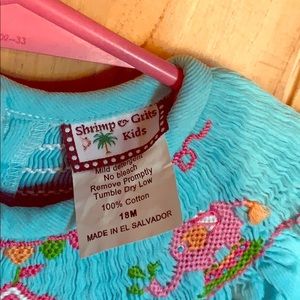 Shrimp & Grits
Kids
Mild detergent
No bleach
Remove Promptly
Tumble Dry Low
100% Cotton
18M
MADE IN EL SALVADOR